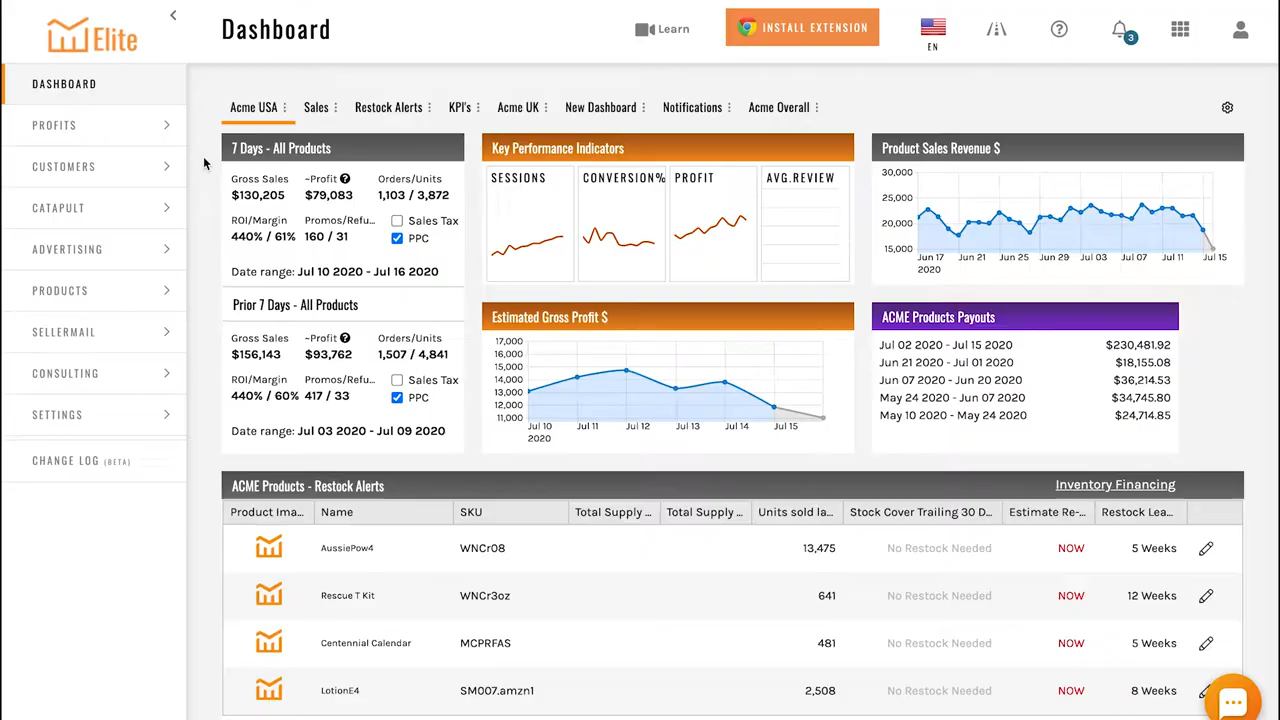 Elite
Dashboard
Learn
INSTALL EXTENSION
EN
3
DASHBOARD
PROFITS
CUSTOMERS
CATAPULT
ADVERTISING
PRODUCTS
SELLERMAIL
CONSULTING
SETTINGS
CHANGE LOG (BETA)
Acme USA Sales Restock Alerts KPI's Acme UK New Dashboard Notifications Acme Overall
7 Days - All Products
Gross Sales ~Profit Orders/Units
$130,205 $79,083 1,103 / 3,872
ROI/Margin Promos/Refu... Sales Tax
440% / 61% 160 / 31 PPC
Date range: Jul 10 2020 - Jul 16 2020
Prior 7 Days - All Products
Gross Sales ~Profit Orders/Units
$156,143 $93,762 1,507 / 4,841
ROI/Margin Promos/Refu... Sales Tax
440% / 60% 417 / 33 PPC
Date range: Jul 03 2020 - Jul 09 2020
Key Performance Indicators
SESSIONS CONVERSION% PROFIT AVG.REVIEW
Product Sales Revenue $
30,000
25,000
20,000
15,000
Jun 17 Jun 21 Jun 25 Jun 29 Jul 03 Jul 07 Jul 11 Jul 15
2020
Estimated Gross Profit $
17,000
16,000
15,000
14,000
13,000
12,000
11,000
Jul 10 Jul 11 Jul 12 Jul 13 Jul 14 Jul 15
2020
ACME Products Payouts
Jul 02 2020 - Jul 15 2020 $230,481.92
Jun 21 2020 - Jul 01 2020 $18,155.08
Jun 07 2020 - Jun 20 2020 $36,214.53
May 24 2020 - Jun 07 2020 $34,745.80
May 10 2020 - May 24 2020 $24,714.85
ACME Products - Restock Alerts Inventory Financing
Product Ima... Name SKU Total Supply ... Total Supply ... Units sold la... Stock Cover Trailing 30 D... Estimate Re-... Restock Lea...
AussiePow4 WNCr08 13,475 No Restock Needed NOW 5 Weeks
Rescue T Kit WNCr3oz 641 No Restock Needed NOW 12 Weeks
Centennial Calendar MCPRFAS 481 No Restock Needed NOW 5 Weeks
LotionE4 SM007.amzn1 2,508 No Restock Needed NOW 8 Weeks